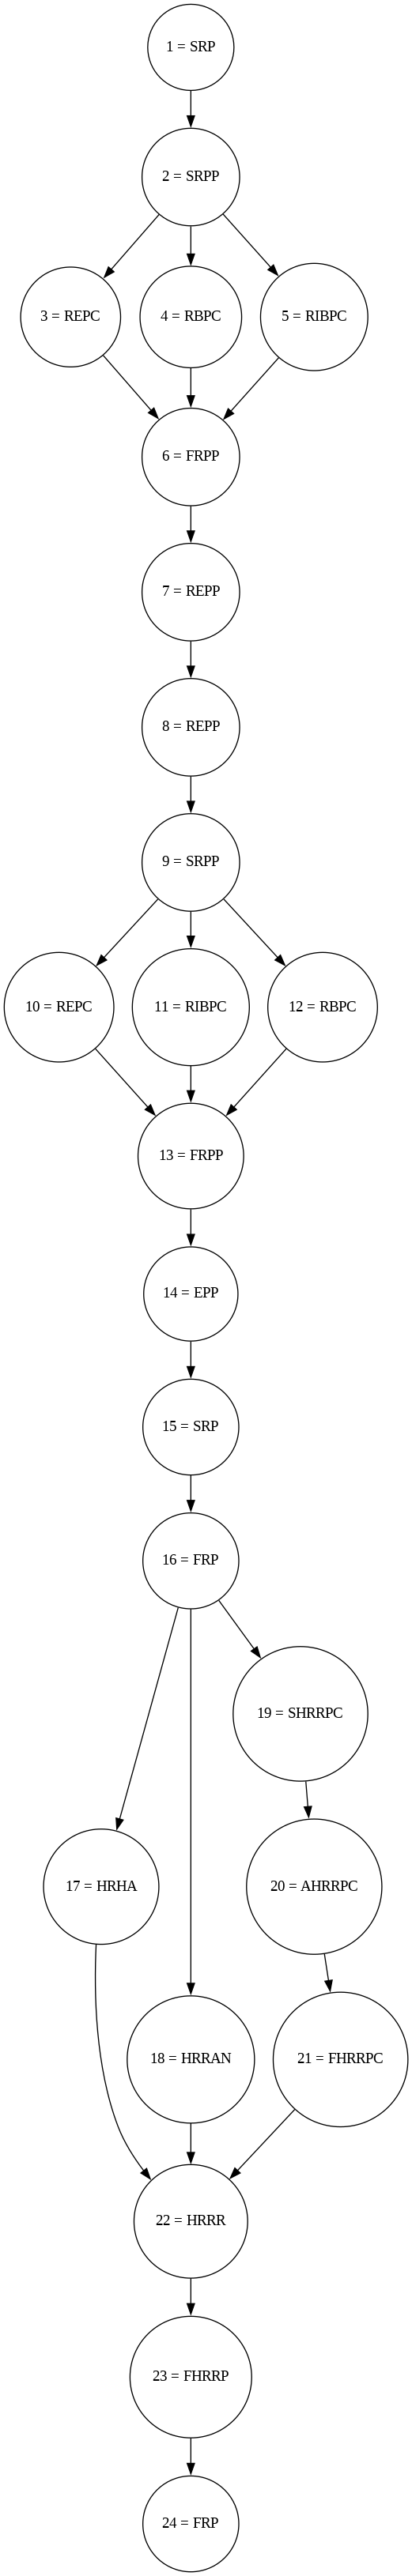 1 = SRP
2 = SRPP
3 = REPC
4 = RBPC
5 = RIBPC
6 = FRPP
7 = REPP
8 = REPP
9 = SRPP
10 = REPC
11 = RIBPC
12 = RBPC
13 = FRPP
14 = EPP
15 = SRP
16 = FRP
19 = SHRRPC
17 = HRHA
20 = AHRRPC
18 = HRRAN
21 = FHRRPC
22 = HRRR
23 = FHRRP
24 = FRP